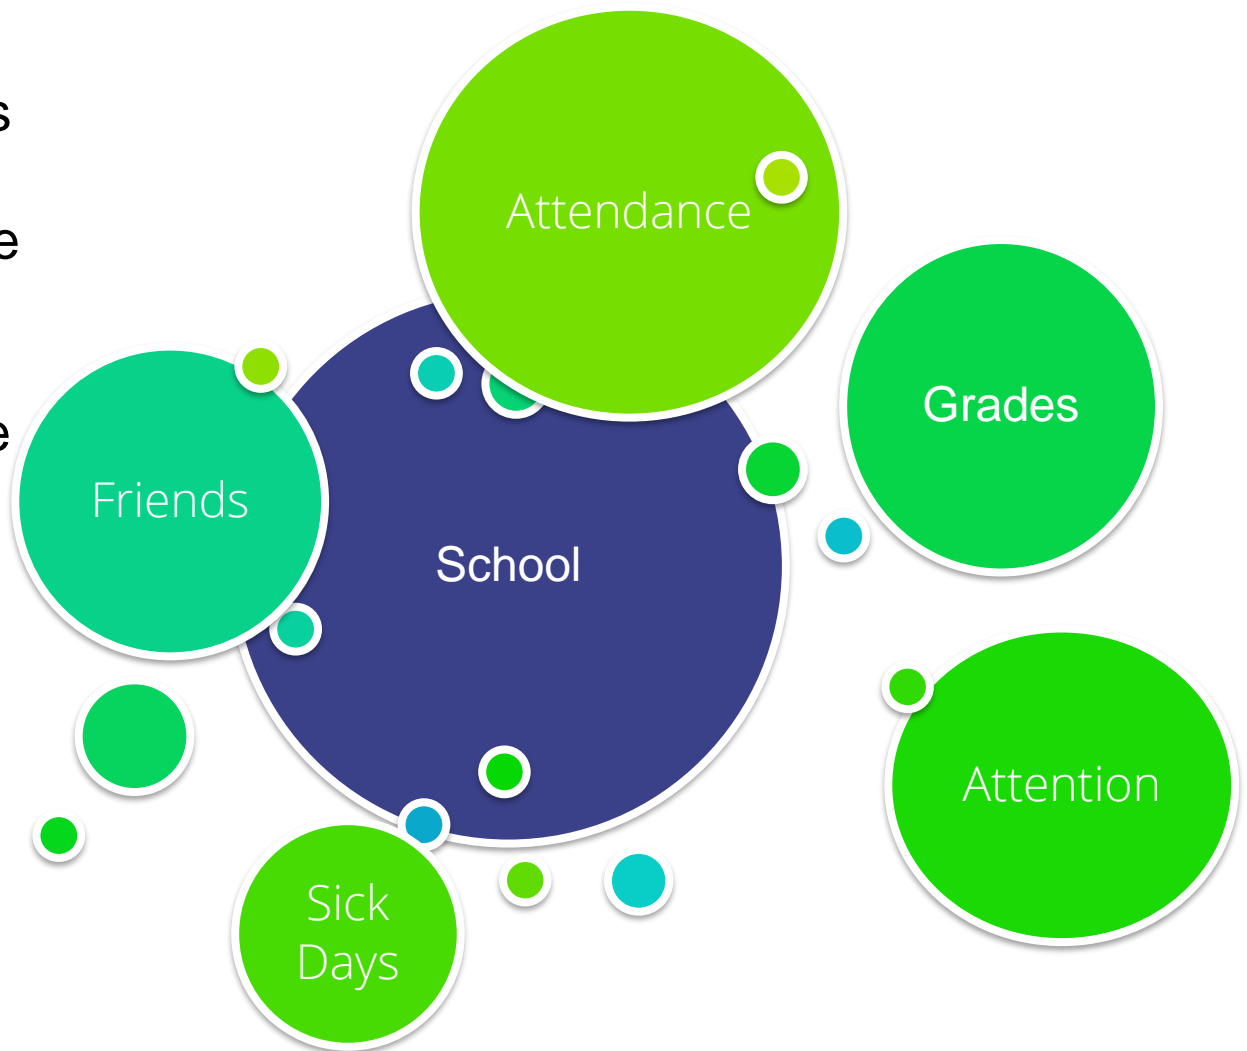 s
Attendance
e
Grades
e
Friends
School
Attention
Sick
Days